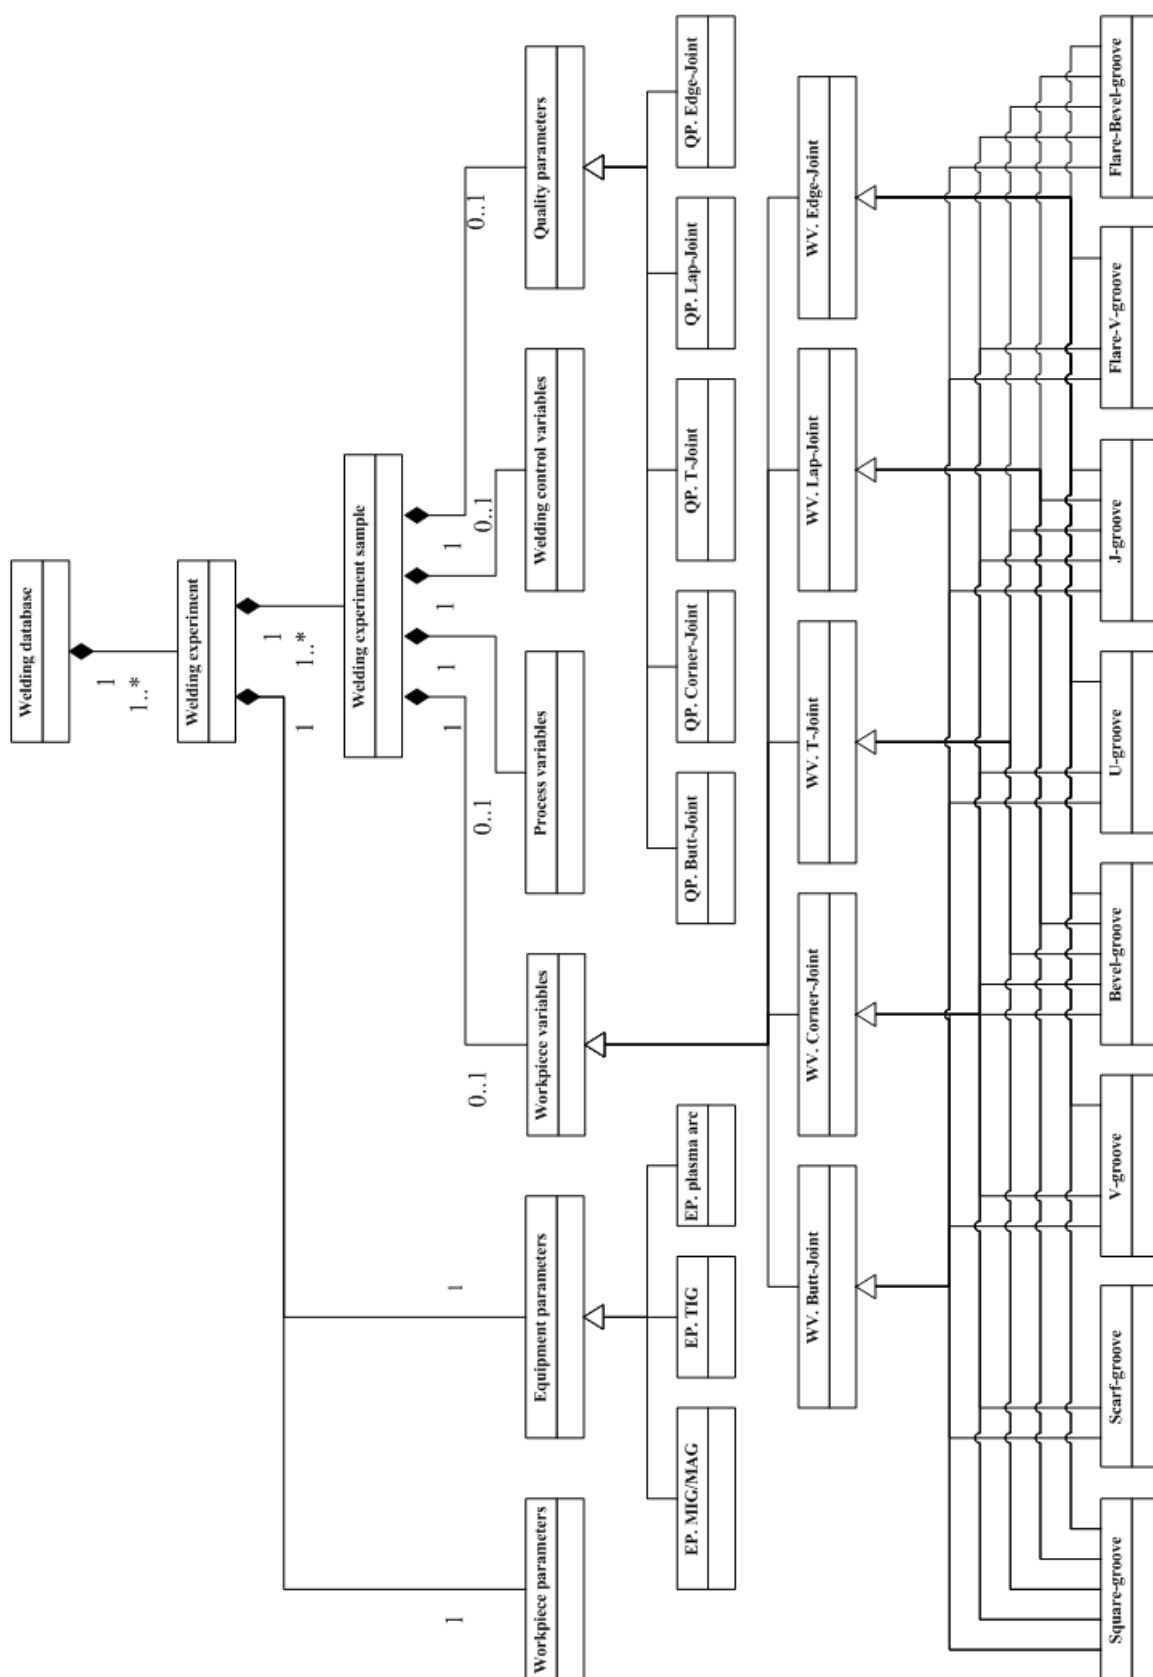 Welding database
1
1..*
Welding experiment
1
1
1..*
Welding experiment sample
1
1
1
1
0..1
0..1
0..1
0..1
1
1
Workpiece parameters
Equipment parameters
Workpiece variables
Process variables
Welding control variables
Quality parameters
EP. MIG/MAG
EP. TIG
EP. plasma arc
QP. Butt-Joint
QP. Corner-Joint
QP. T-Joint
QP. Lap-Joint
QP. Edge-Joint
WV. Butt-Joint
WV. Corner-Joint
WV. T-Joint
WV. Lap-Joint
WV. Edge-Joint
Square-groove
Scarf-groove
V-groove
Bevel-groove
U-groove
J-groove
Flare-V-groove
Flare-Bevel-groove